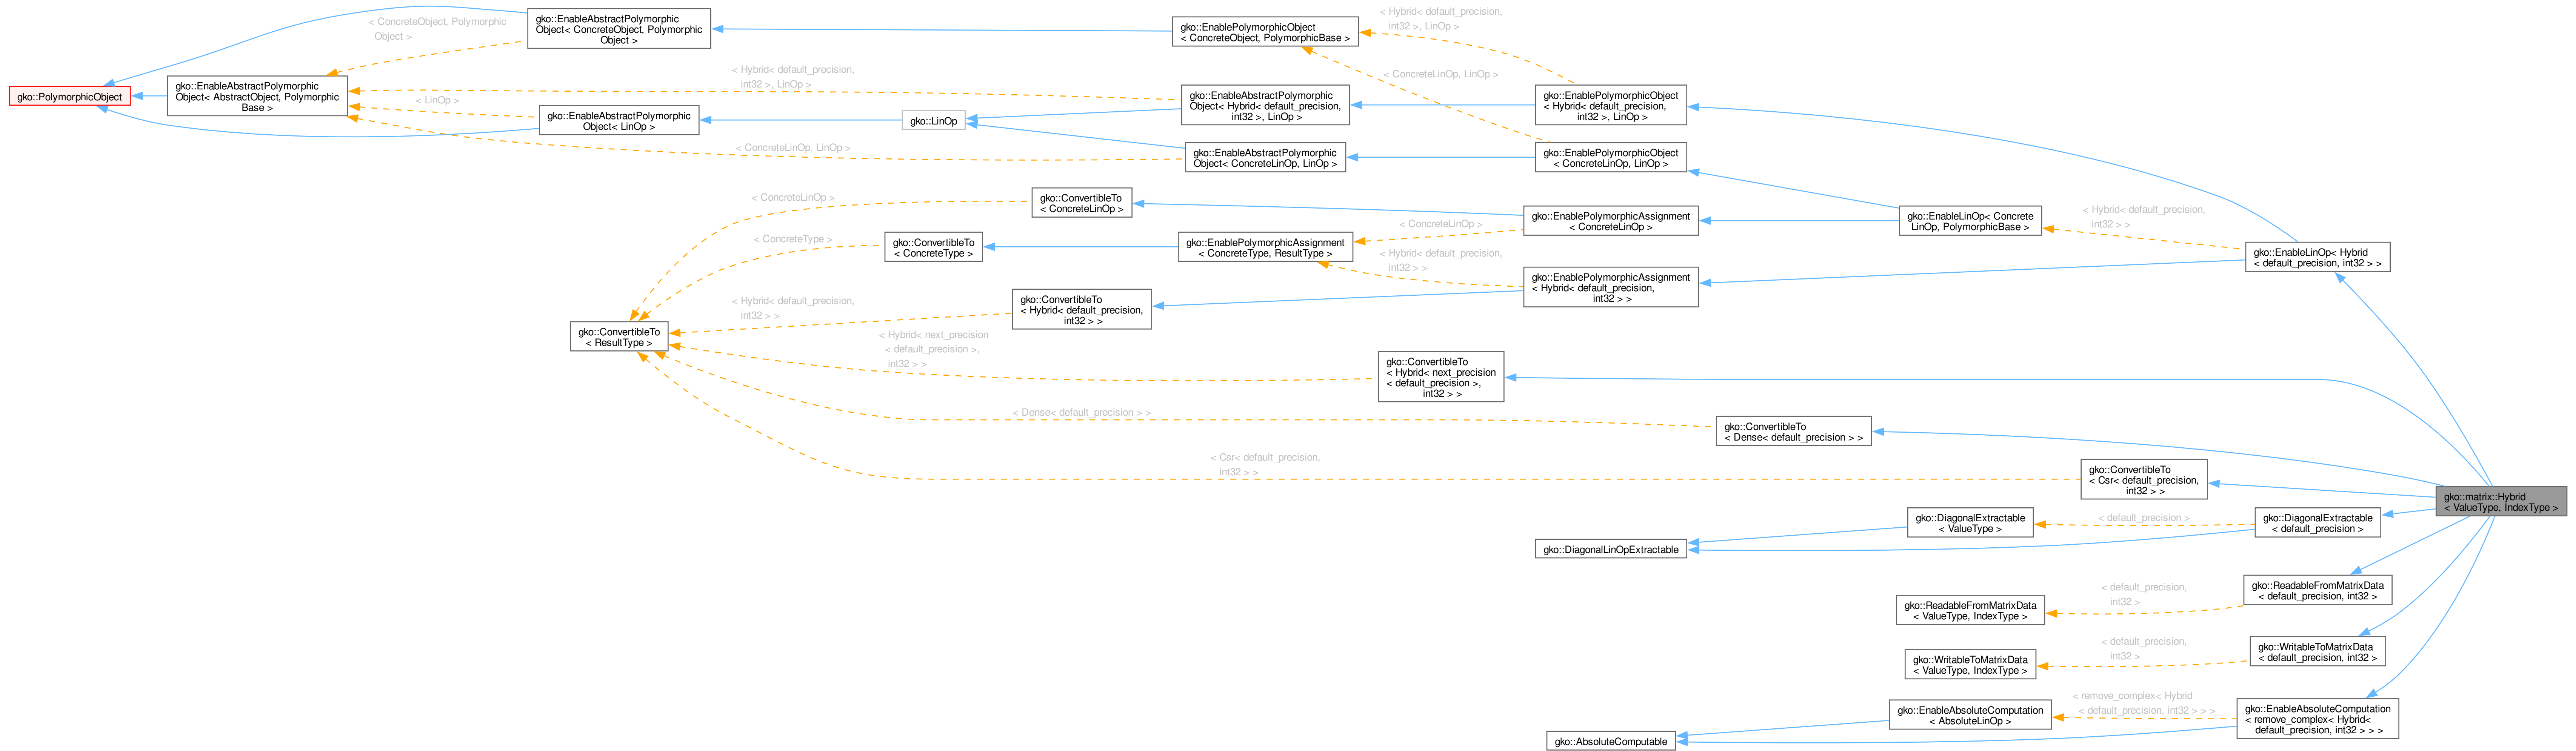 gko::PolymorphicObject
gko::EnableAbstractPolymorphic
Object< AbstractObject, Polymorphic
Base >
< ConcreteObject, Polymorphic
Object >
gko::EnableAbstractPolymorphic
Object< ConcreteObject, Polymorphic
Object >
< LinOp >
gko::EnableAbstractPolymorphic
Object< LinOp >
< Hybrid< default_precision,
int32 >, LinOp >
< ConcreteLinOp, LinOp >
gko::LinOp
gko::EnablePolymorphicObject
< ConcreteObject, PolymorphicBase >
gko::EnableAbstractPolymorphic
Object< Hybrid< default_precision,
int32 >, LinOp >
gko::EnableAbstractPolymorphic
Object< ConcreteLinOp, LinOp >
< Hybrid< default_precision,
int32 >, LinOp >
< ConcreteLinOp, LinOp >
gko::EnablePolymorphicObject
< Hybrid< default_precision,
int32 >, LinOp >
gko::EnablePolymorphicObject
< ConcreteLinOp, LinOp >
< ConcreteLinOp >
gko::ConvertibleTo
< ConcreteLinOp >
gko::EnablePolymorphicAssignment
< ConcreteLinOp >
gko::EnableLinOp< Concrete
LinOp, PolymorphicBase >
< Hybrid< default_precision,
int32 > >
< ConcreteType >
gko::ConvertibleTo
< ConcreteType >
gko::EnablePolymorphicAssignment
< ConcreteType, ResultType >
< ConcreteLinOp >
< Hybrid< default_precision,
int32 > >
gko::EnablePolymorphicAssignment
< Hybrid< default_precision,
int32 > >
gko::EnableLinOp< Hybrid
< default_precision, int32 > >
< Hybrid< default_precision,
int32 > >
gko::ConvertibleTo
< Hybrid< default_precision,
int32 > >
gko::ConvertibleTo
< ResultType >
< Hybrid< next_precision
< default_precision >,
int32 > >
gko::ConvertibleTo
< Hybrid< next_precision
< default_precision >,
int32 > >
< Dense< default_precision > >
gko::ConvertibleTo
< Dense< default_precision > >
< Csr< default_precision,
int32 > >
gko::ConvertibleTo
< Csr< default_precision,
int32 > >
gko::matrix::Hybrid
< ValueType, IndexType >
gko::DiagonalLinOpExtractable
gko::DiagonalExtractable
< ValueType >
< default_precision >
gko::DiagonalExtractable
< default_precision >
gko::ReadableFromMatrixData
< ValueType, IndexType >
< default_precision,
int32 >
gko::ReadableFromMatrixData
< default_precision, int32 >
gko::WritableToMatrixData
< ValueType, IndexType >
< default_precision,
int32 >
gko::WritableToMatrixData
< default_precision, int32 >
gko::AbsoluteComputable
gko::EnableAbsoluteComputation
< AbsoluteLinOp >
< remove_complex< Hybrid
< default_precision, int32 > > >
gko::EnableAbsoluteComputation
< remove_complex< Hybrid<
default_precision, int32 > > >